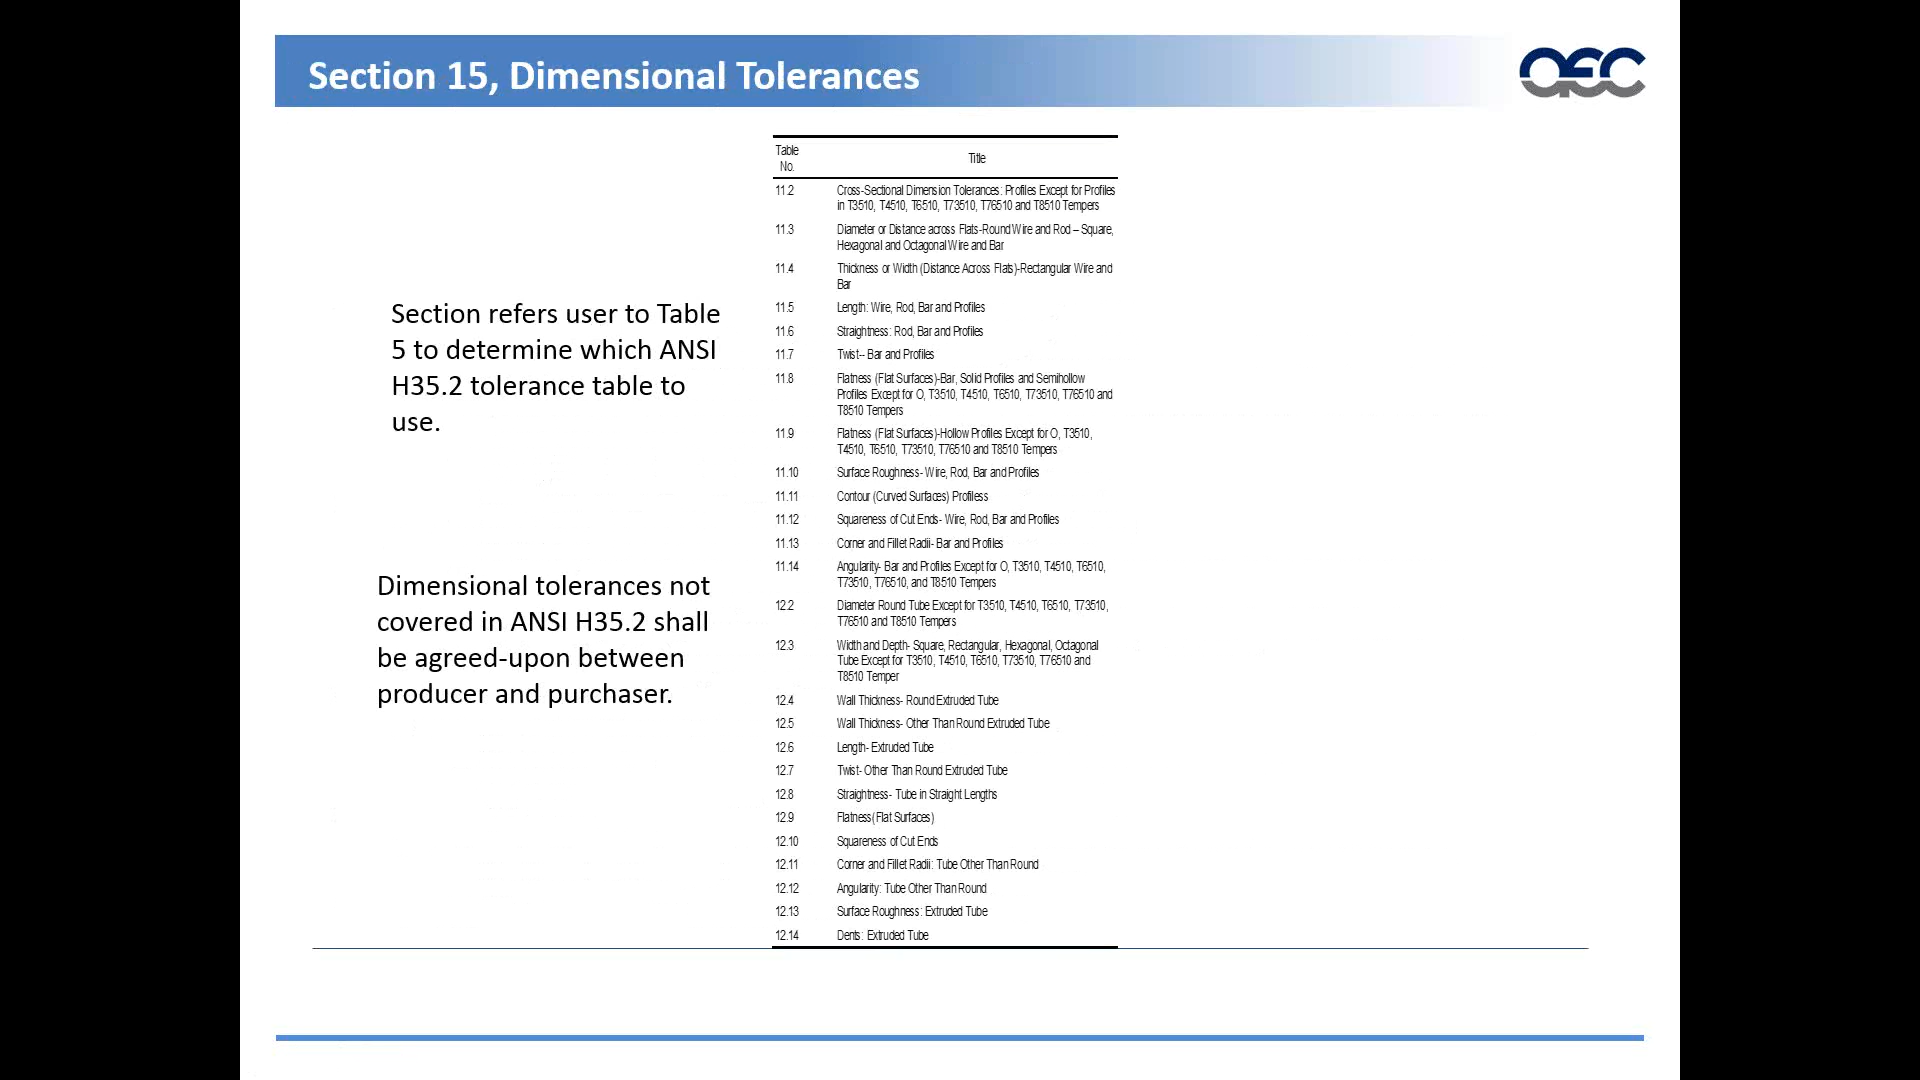 Section 15, Dimensional Tolerances
AEC
Section refers user to Table
5 to determine which ANSI
H35.2 tolerance table to
use.
Dimensional tolerances not
covered in ANSI H35.2 shall
be agreed-upon between
producer and purchaser.
Table No. Title
11.2 Cross-Sectional Dimension Tolerances: Profiles Except for Profiles
in T3510, T4510, T6510, T73510, T76510 and T8510 Tempers
11.3 Diameter or Distance across Flats-Round Wire and Rod – Square,
Hexagonal and Octagonal Wire and Bar
11.4 Thickness or Width (Distance Across Flats)-Rectangular Wire and
Bar
11.5 Length: Wire, Rod, Bar and Profiles
11.6 Straightness: Rod, Bar and Profiles
11.7 Twist-- Bar and Profiles
11.8 Flatness (Flat Surfaces)-Bar, Solid Profiles and Semihollow
Profiles Except for O, T3510, T4510, T6510, T73510, T76510 and
T8510 Tempers
11.9 Flatness (Flat Surfaces)-Hollow Profiles Except for O, T3510,
T4510, T6510, T73510, T76510 and T8510 Tempers
11.10 Surface Roughness- Wire, Rod, Bar and Profiles
11.11 Contour (Curved Surfaces) Profiless
11.12 Squareness of Cut Ends- Wire, Rod, Bar and Profiles
11.13 Corner and Fillet Radii- Bar and Profiles
11.14 Angularity- Bar and Profiles Except for O, T3510, T4510, T6510,
T73510, T76510, and T8510 Tempers
12.2 Diameter Round Tube Except for T3510, T4510, T6510, T73510,
T76510 and T8510 Tempers
12.3 Width and Depth- Square, Rectangular, Hexagonal, Octagonal
Tube Except for T3510, T4510, T6510, T73510, T76510 and
T8510 Temper
12.4 Wall Thickness- Round Extruded Tube
12.5 Wall Thickness- Other Than Round Extruded Tube
12.6 Length- Extruded Tube
12.7 Twist- Other Than Round Extruded Tube
12.8 Straightness- Tube in Straight Lengths
12.9 Flatness (Flat Surfaces)
12.10 Squareness of Cut Ends
12.11 Corner and Fillet Radii: Tube Other Than Round
12.12 Angularity: Tube Other Than Round
12.13 Surface Roughness: Extruded Tube
12.14 Dents: Extruded Tube